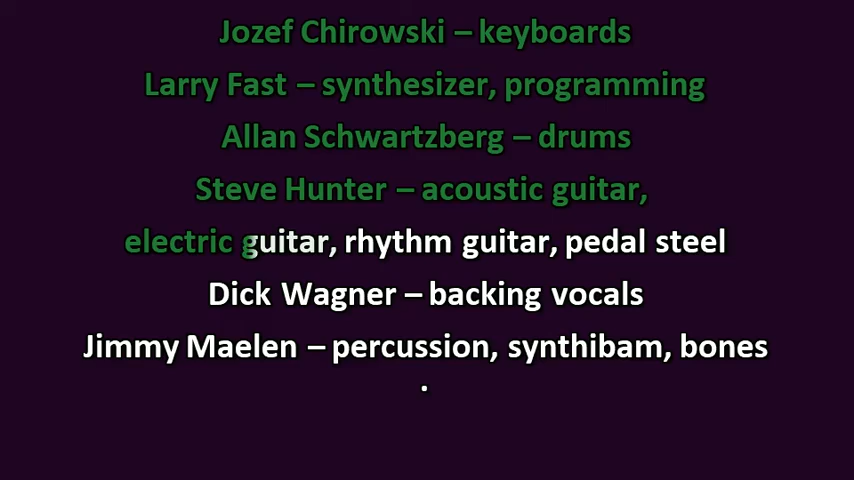 Jozef Chirowski – keyboards
Larry Fast – synthesizer, programming
Allan Schwartzberg – drums
Steve Hunter – acoustic guitar,
electric guitar, rhythm guitar, pedal steel
Dick Wagner – backing vocals
Jimmy Maelen – percussion, synthibam, bones
.